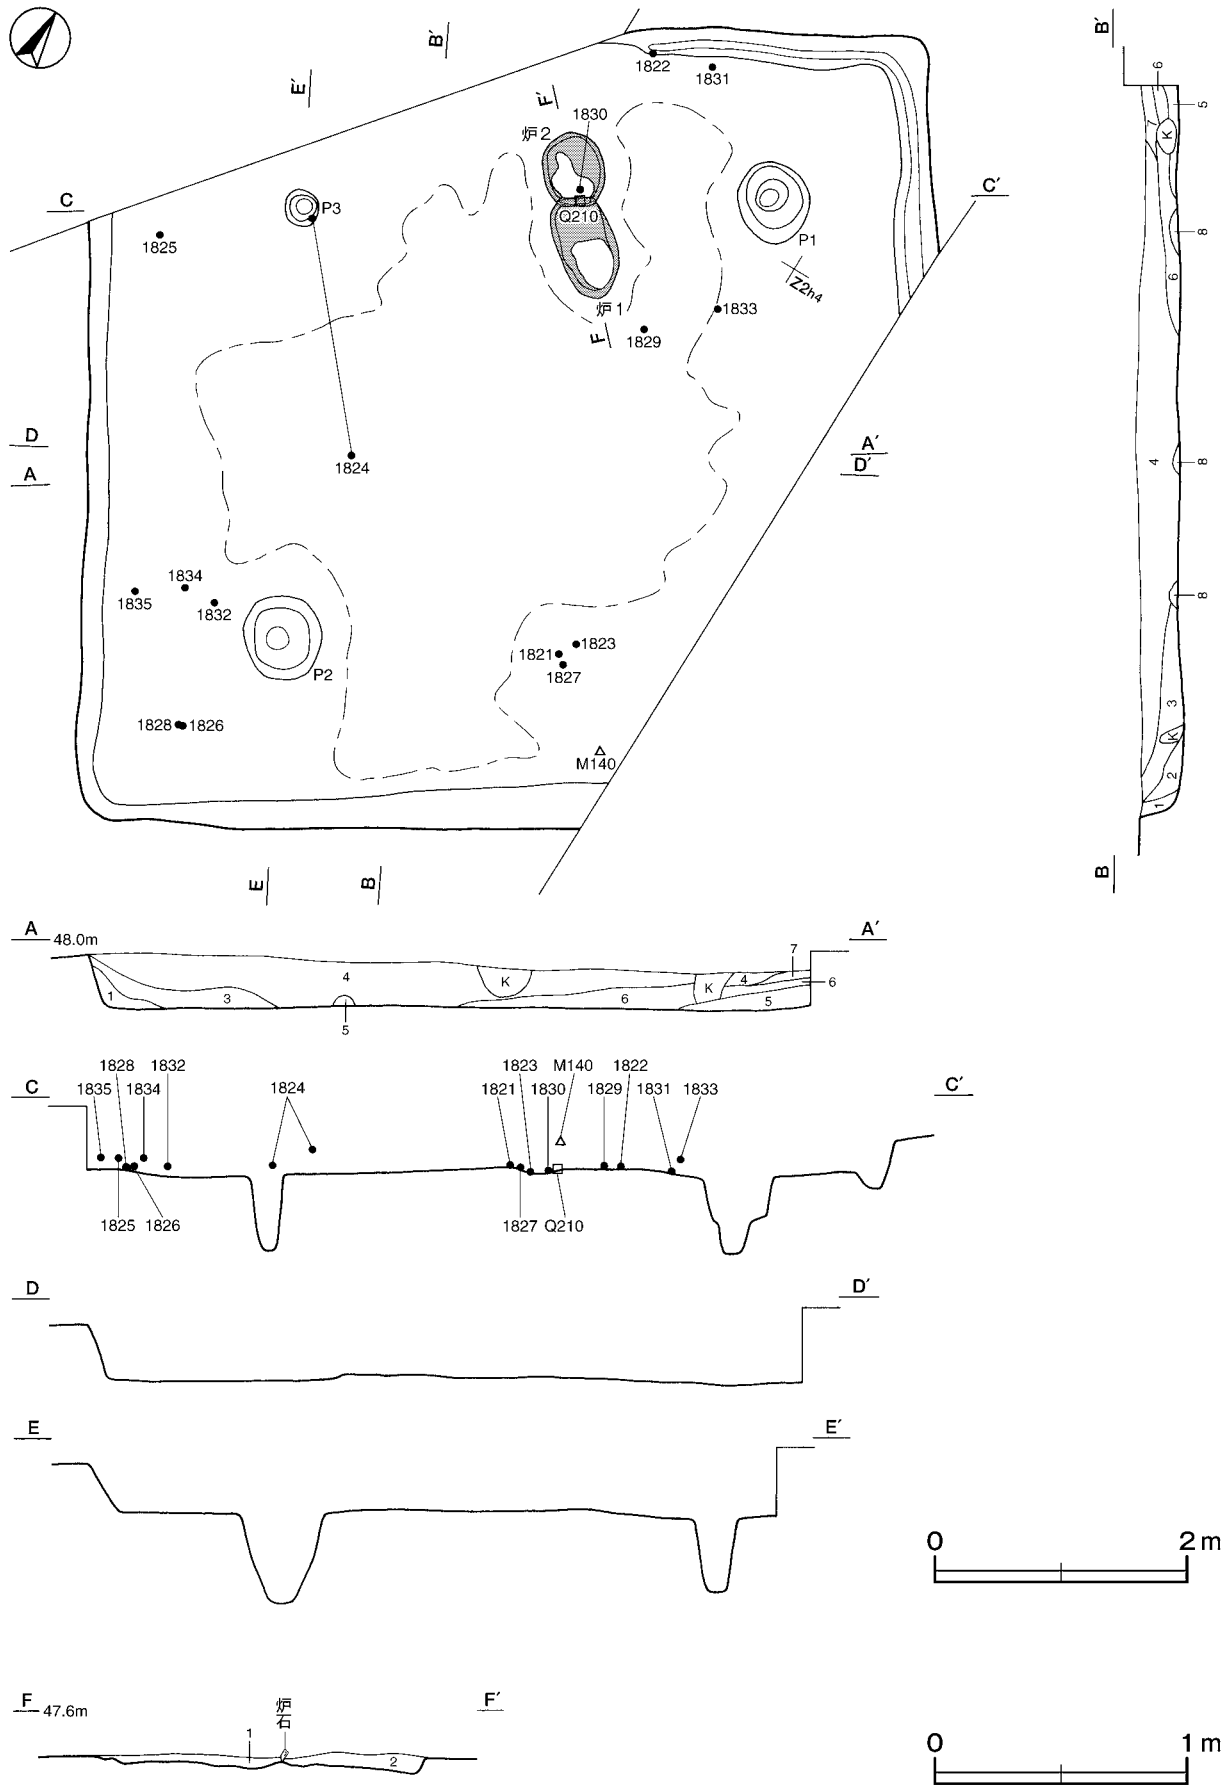 B′
B′
E′
1822
6
1831
F′
1830
5
炉2
K
7
C
P3
C′
Q210
1825
P1
8
Z2h4
6
炉1
1833
F
1829
D
A′
D′
A
1824
4
8
1834
1835
1832
8
1823
1821
1827
P2
3
1828
1826
K
M140
2
1
E
B
B
A 48.0m
A′
7
4
K
4
K
6
1
3
6
5
5
1828 1832
1823 M140 1822
C
1835 1834
1824
1821 1830
1829 1831 1833
C′
1825 1826
1827 Q210
D
D′
E
E′
0 2m
F 47.6m
炉石
F′
1
2
0 1m